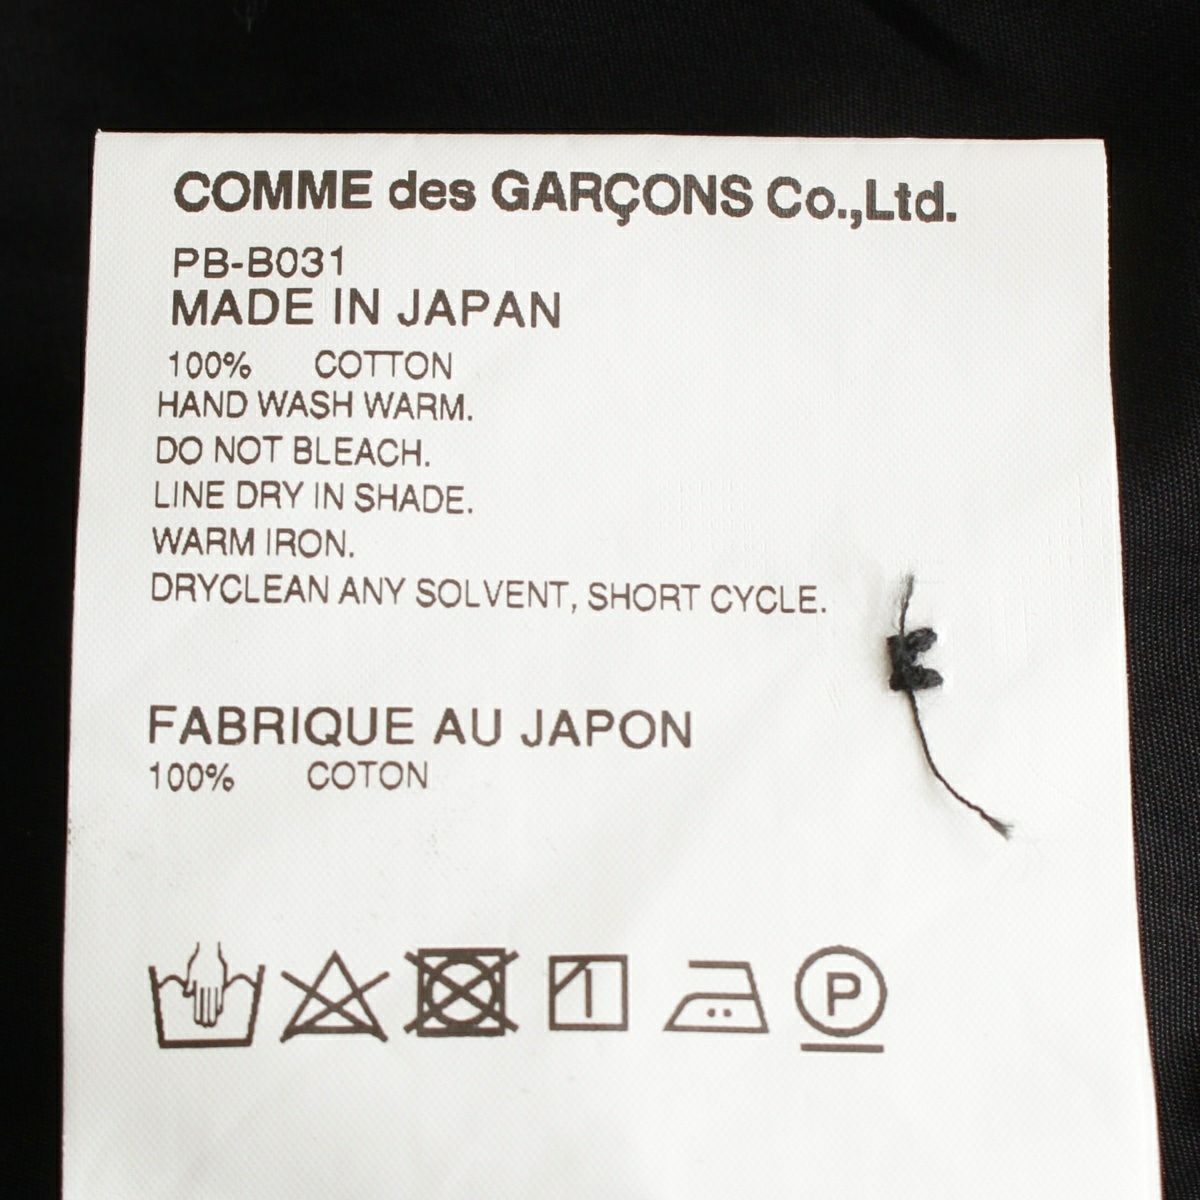 COMME des GARÇONS Co.,Ltd.
PB-B031
MADE IN JAPAN
100% COTTON
HAND WASH WARM.
DO NOT BLEACH.
LINE DRY IN SHADE.
WARM IRON.
DRYCLEAN ANY SOLVENT, SHORT CYCLE.
FABRIQUE AU JAPON
100% COTON
P